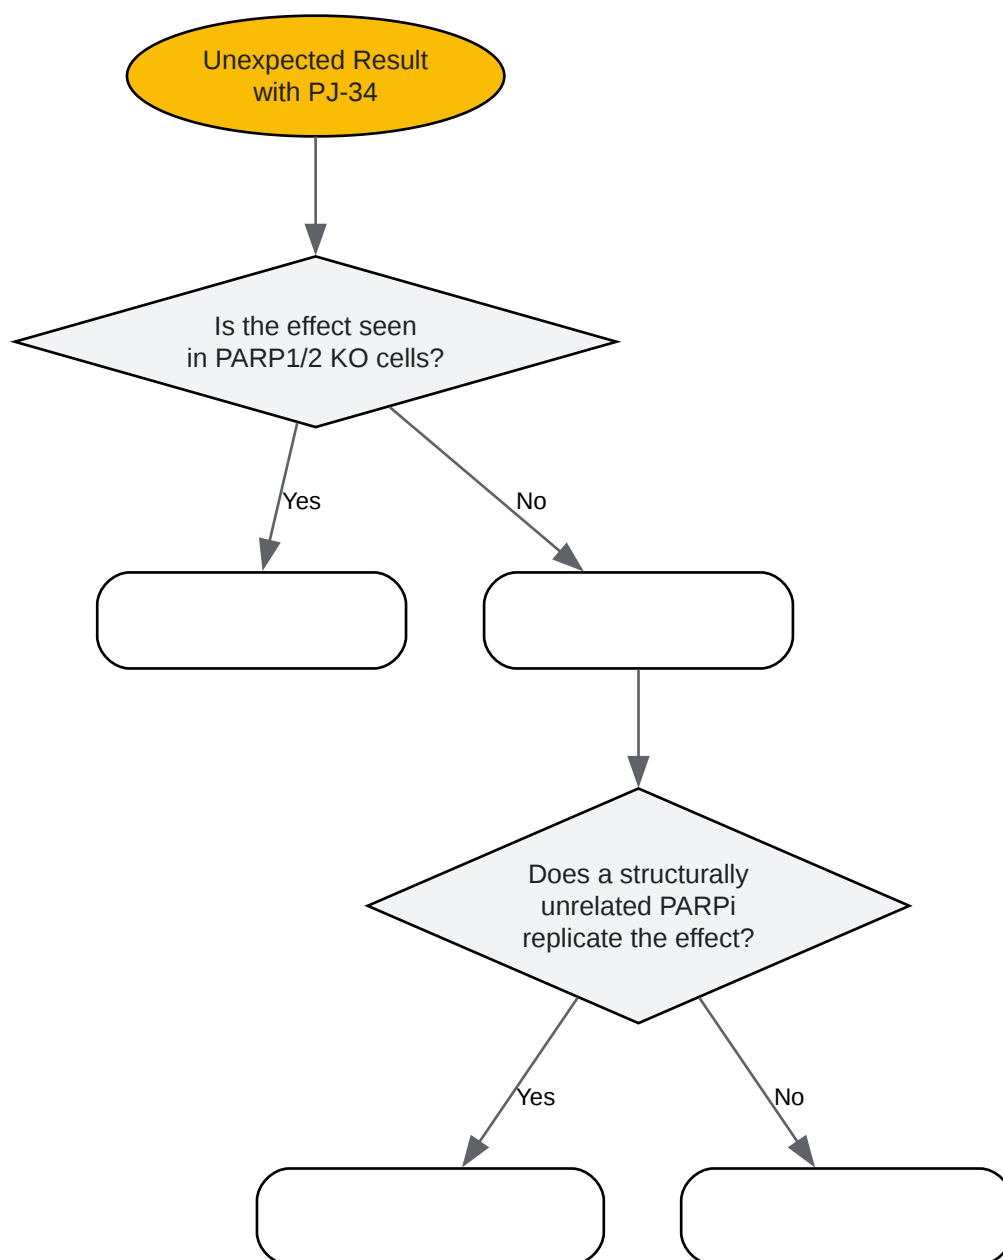 Unexpected Result
with PJ-34
Is the effect seen
in PARP1/2 KO cells?
Yes
No
Does a structurally
unrelated PARPi
replicate the effect?
Yes
No